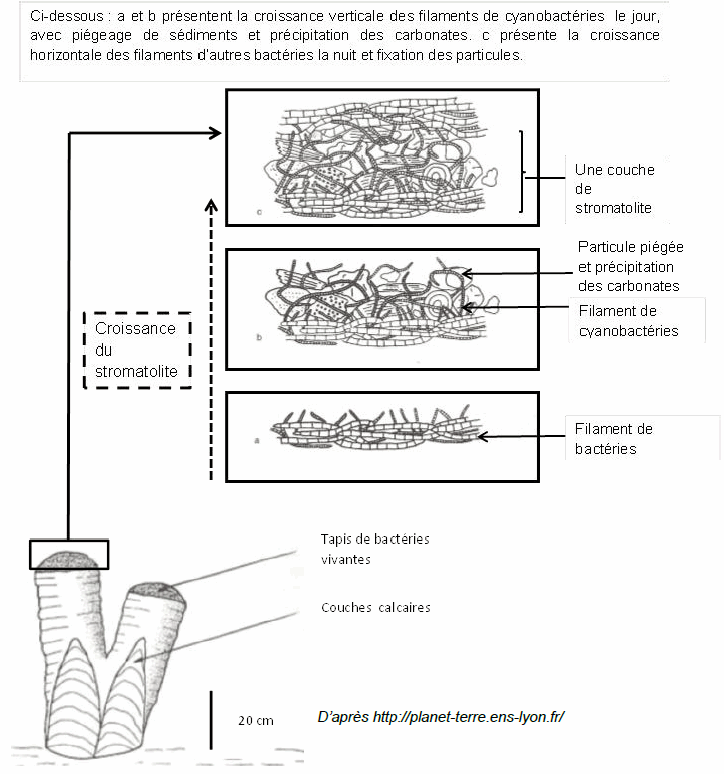 Ci-dessous : a et b présentent la croissance verticale des filaments de cyanobactéries le jour,
avec piégeage de sédiments et précipitation des carbonates. c présente la croissance
horizontale des filaments d'autres bactéries la nuit et fixation des particules.
c
Une couche
de
stromatolite
Particule piégée
et précipitation
des carbonates
Filament de
cyanobactéries
b
Croissance
du
stromatolite
a
Filament de
bactéries
Tapis de bactéries
vivantes
Couches calcaires
20 cm
D'après http://planet-terre.ens-lyon.fr/